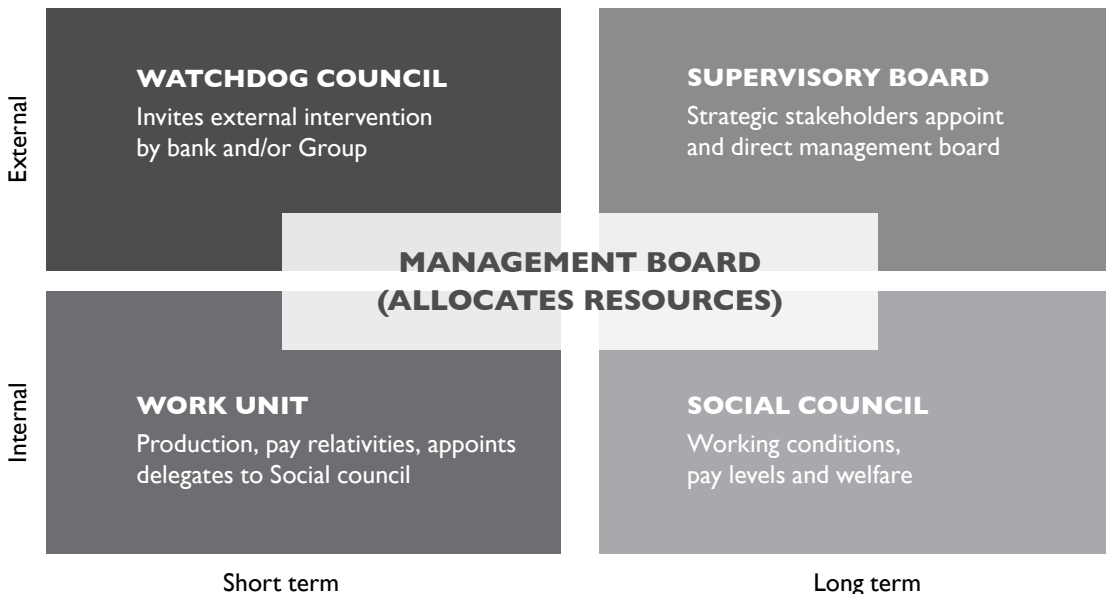 External
WATCHDOG COUNCIL
Invites external intervention
by bank and/or Group
SUPERVISORY BOARD
Strategic stakeholders appoint
and direct management board
MANAGEMENT BOARD
(ALLOCATES RESOURCES)
Internal
WORK UNIT
Production, pay relativities, appoints
delegates to Social council
SOCIAL COUNCIL
Working conditions,
pay levels and welfare
Short term
Long term